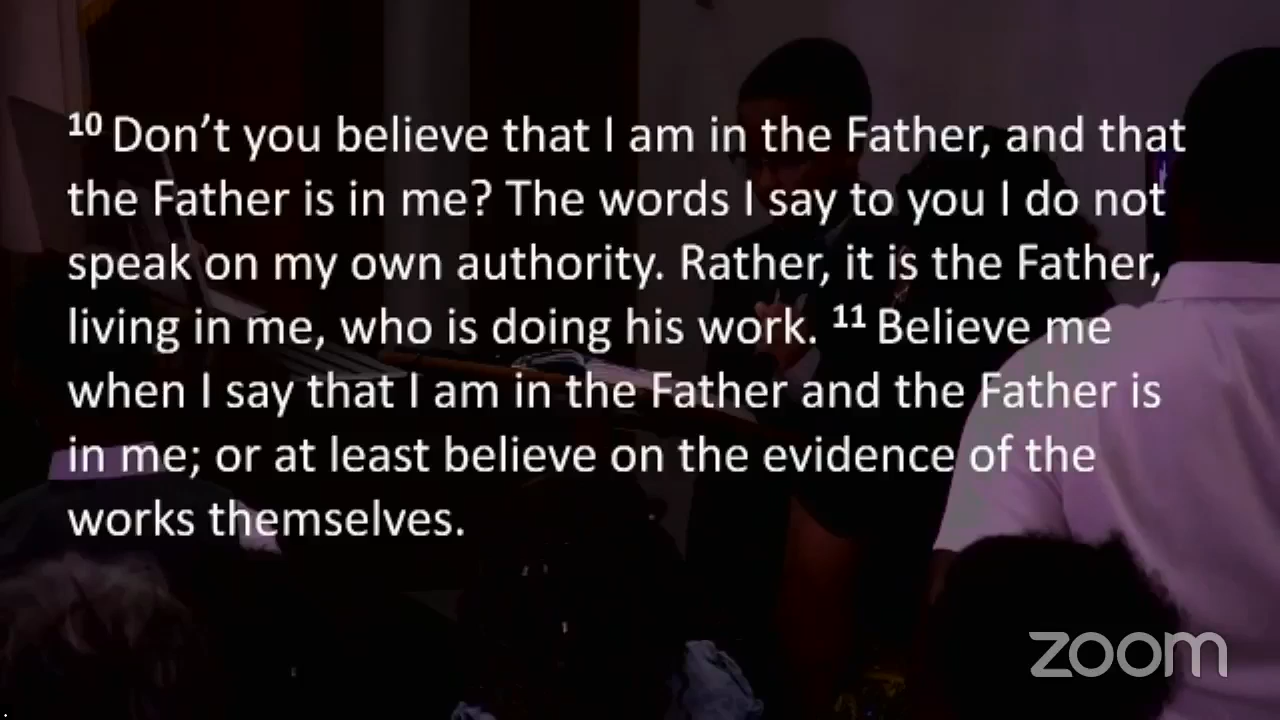 10 Don’t you believe that I am in the Father, and that
the Father is in me? The words I say to you I do not
speak on my own authority. Rather, it is the Father,
living in me, who is doing his work. 11 Believe me
when I say that I am in the Father and the Father is
in me; or at least believe on the evidence of the
works themselves.
zoom